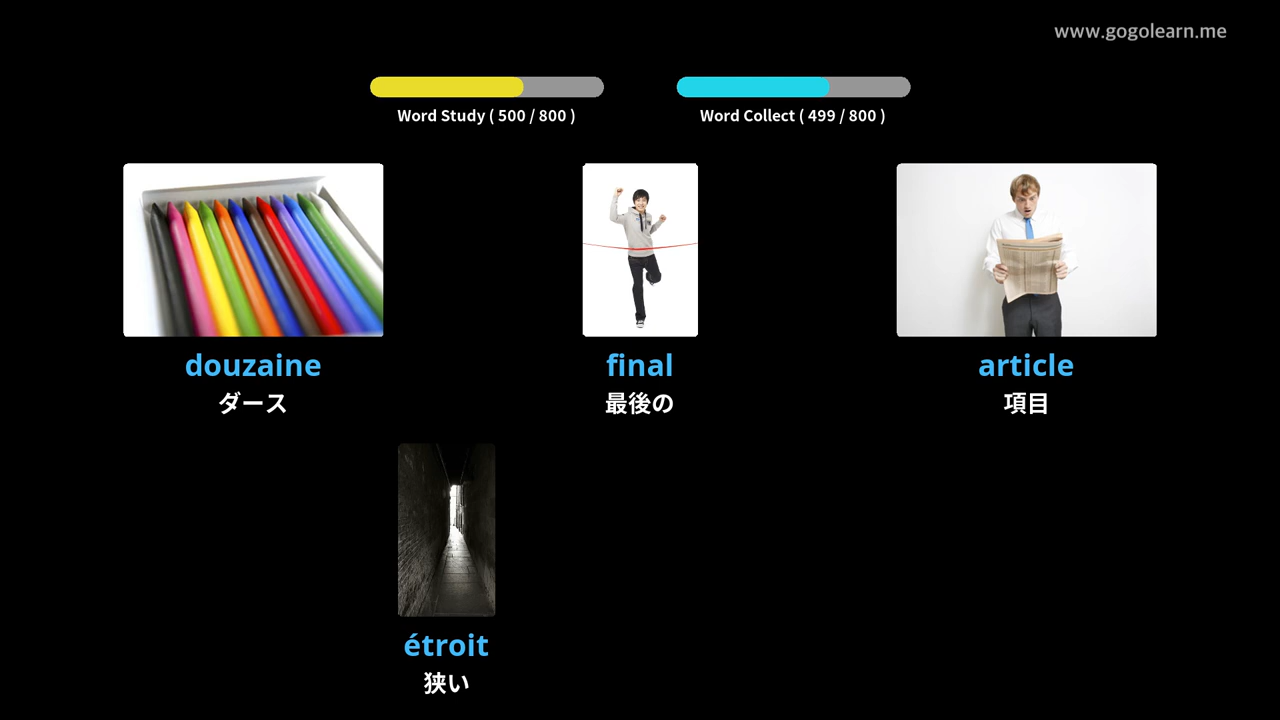 www.gogolearn.me
Word Study ( 500 / 800 )
Word Collect ( 499 / 800 )
douzaine
ダース
final
最後の
article
項目
étroit
狭い